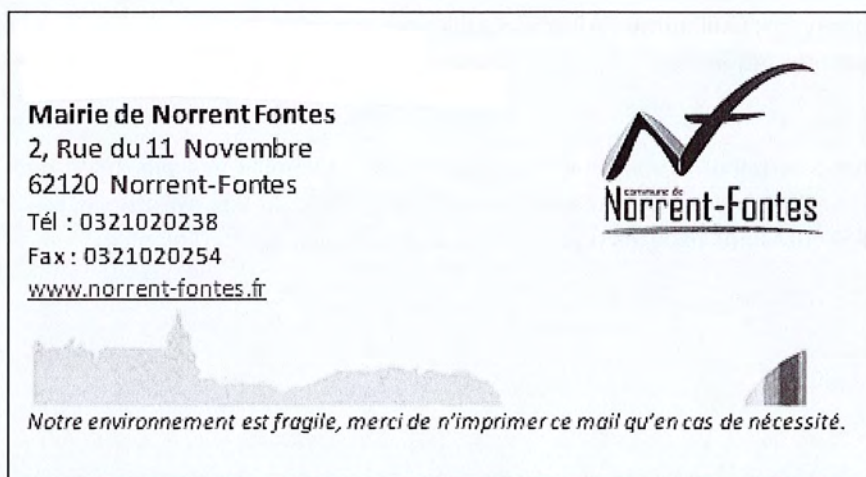 Mairie de Norrent Fontes
2, Rue du 11 Novembre
62120 Norrent-Fontes
Tél : 0321020238
Fax : 0321020254
www.norrent-fontes.fr
NF
commune de
Norrent-Fontes
Notre environnement est fragile, merci de n'imprimer ce mail qu'en cas de nécessité.